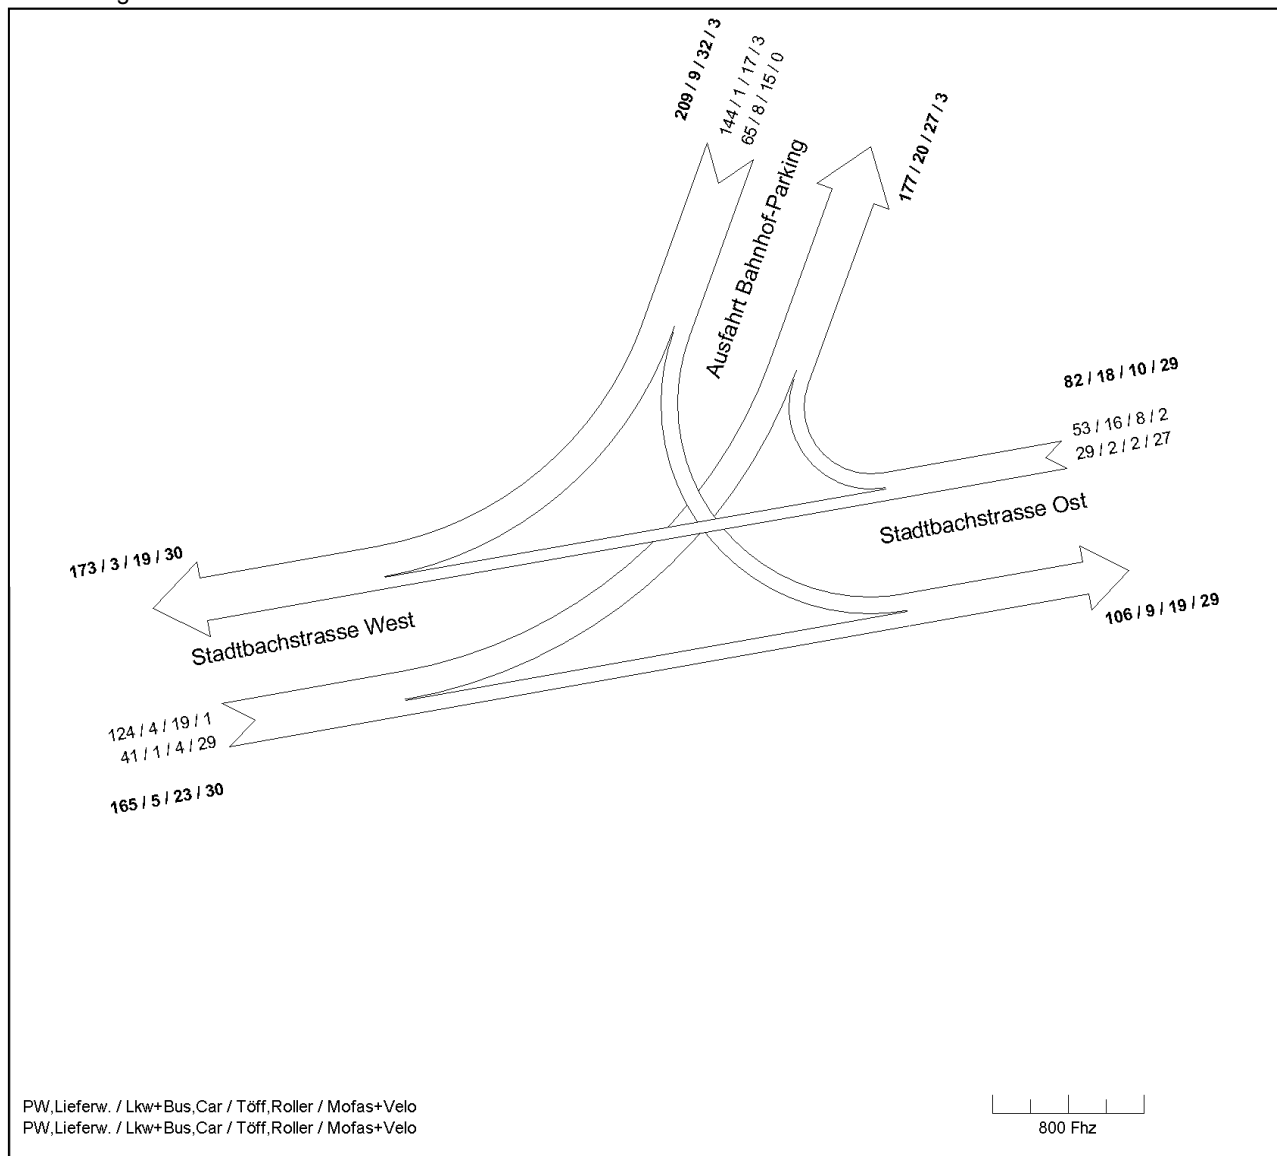 209 / 9 / 32 / 3
144 / 1 / 17 / 3
65 / 8 / 15 / 0
Ausfahrt Bahnhof-Parking
177 / 20 / 27 / 3
82 / 18 / 10 / 29
53 / 16 / 8 / 2
29 / 2 / 2 / 27
Stadtbachstrasse Ost
173 / 3 / 19 / 30
106 / 9 / 19 / 29
Stadtbachstrasse West
124 / 4 / 19 / 1
41 / 1 / 4 / 29
165 / 5 / 23 / 30
PW,Lieferw. / Lkw+Bus,Car / Töff,Roller / Mofas+Velo
PW,Lieferw. / Lkw+Bus,Car / Töff,Roller / Mofas+Velo
800 Fhz